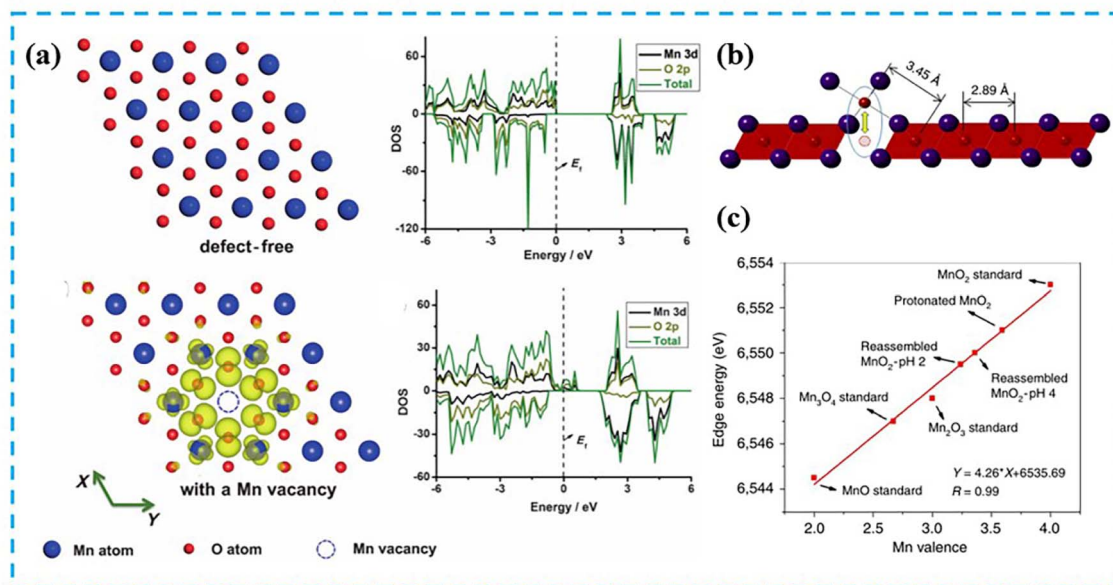 (a)
defect-free
60
0
-60
-120
DOS
-6
-3
0
3
6
Energy / eV
Mn 3d
O 2p
Total
Ef
with a Mn vacancy
X
Y
60
30
0
-30
-60
DOS
-6
-3
0
3
6
Energy / eV
Mn 3d
O 2p
Total
Ef
Mn atom
O atom
Mn vacancy
(b)
3.45 Å
2.89 Å
(c)
Edge energy (eV)
6,554
6,552
6,550
6,548
6,546
6,544
MnO2 standard
Protonated MnO2
Reassembled
MnO2-pH 2
Reassembled
MnO2-pH 4
Mn3O4 standard
Mn2O3 standard
MnO standard
Y = 4.26*X+6535.69
R = 0.99
2.0
2.5
3.0
3.5
4.0
Mn valence